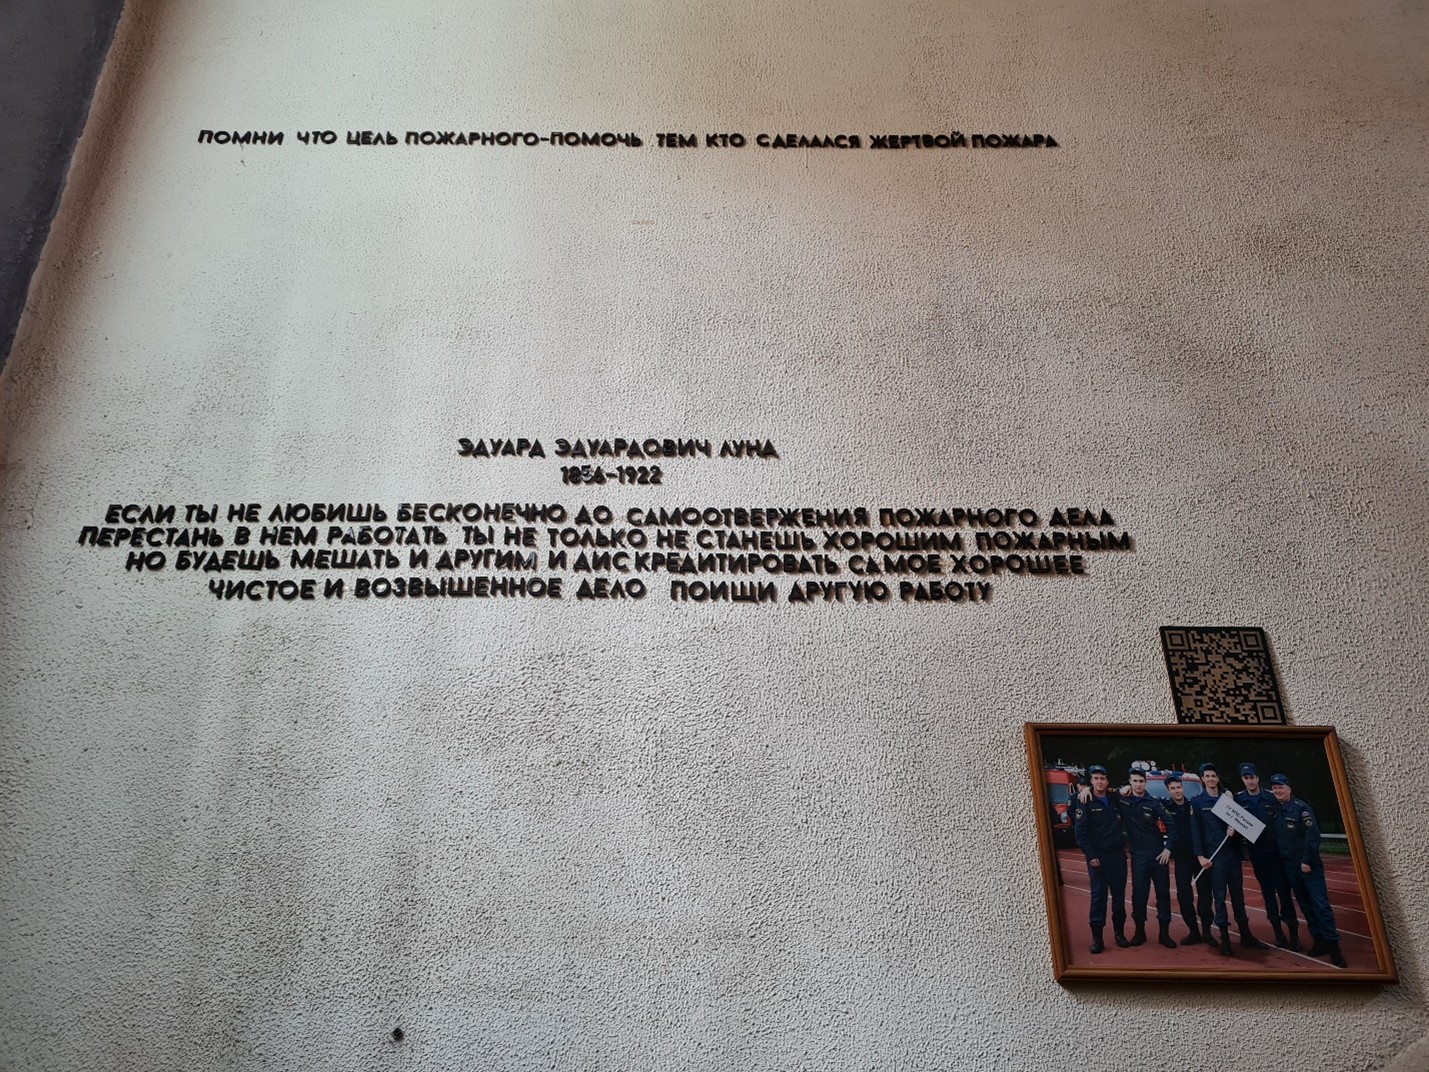 ПОМНИ ЧТО ЦЕЛЬ ПОЖАРНОГО-ПОМОЧЬ ТЕМ КТО СДЕЛАЛСЯ ЖЕРТВОЙ ПОЖАРА
ЭДУАРД ЭДУАРДОВИЧ ЛУНД
1856-1922
ЕСЛИ ТЫ НЕ ЛЮБИШЬ БЕСКОНЕЧНО ДО САМООТВЕРЖЕНИЯ ПОЖАРНОГО ДЕЛА
ПЕРЕСТАНЬ В НЕМ РАБОТАТЬ ТЫ НЕ ТОЛЬКО НЕ СТАНЕШЬ ХОРОШИМ ПОЖАРНЫМ
НО БУДЕШЬ МЕШАТЬ И ДРУГИМ И ДИСКРЕДИТИРОВАТЬ САМОЕ ХОРОШЕЕ
ЧИСТОЕ И ВОЗВЫШЕННОЕ ДЕЛО ПОИЩИ ДРУГУЮ РАБОТУ